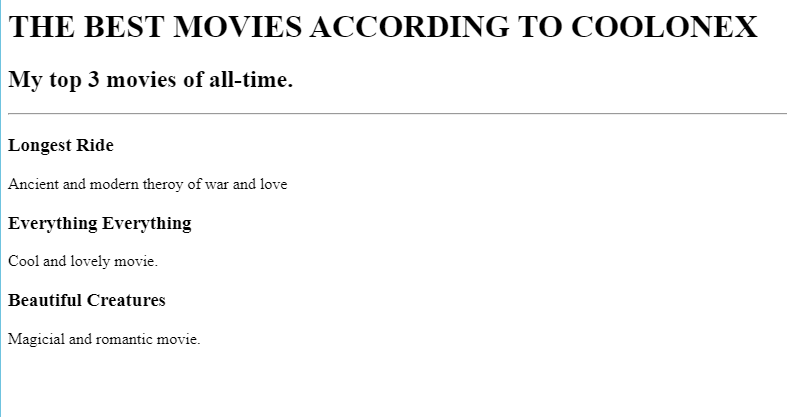 THE BEST MOVIES ACCORDING TO COOLONEX
My top 3 movies of all-time.
Longest Ride
Ancient and modern theroy of war and love
Everything Everything
Cool and lovely movie.
Beautiful Creatures
Magicial and romantic movie.